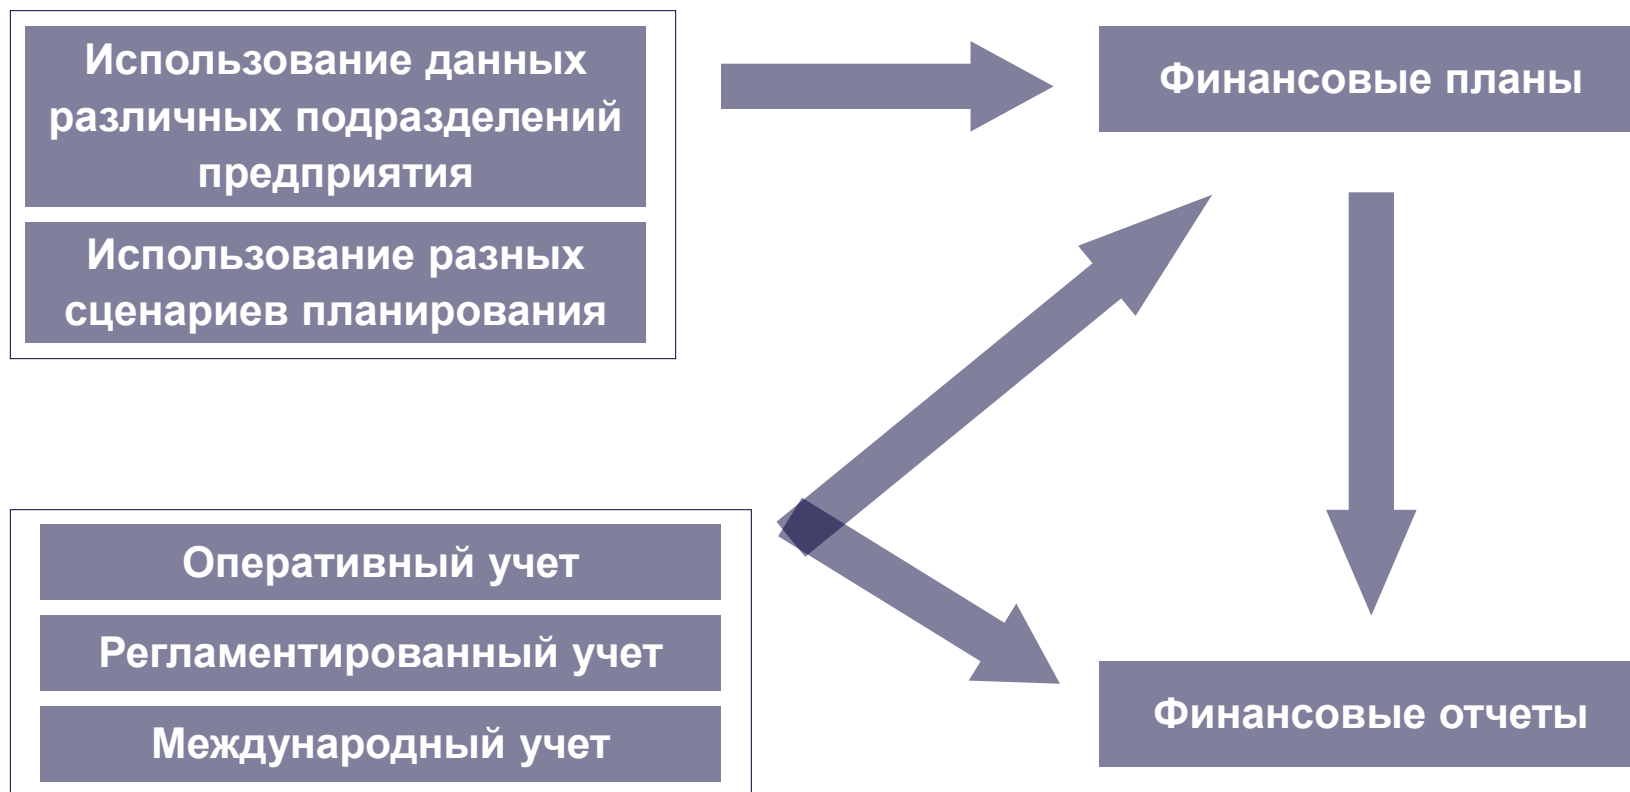 Использование данных
различных подразделений
предприятия
Использование разных
сценариев планирования
Финансовые планы
Оперативный учет
Регламентированный учет
Международный учет
Финансовые отчеты